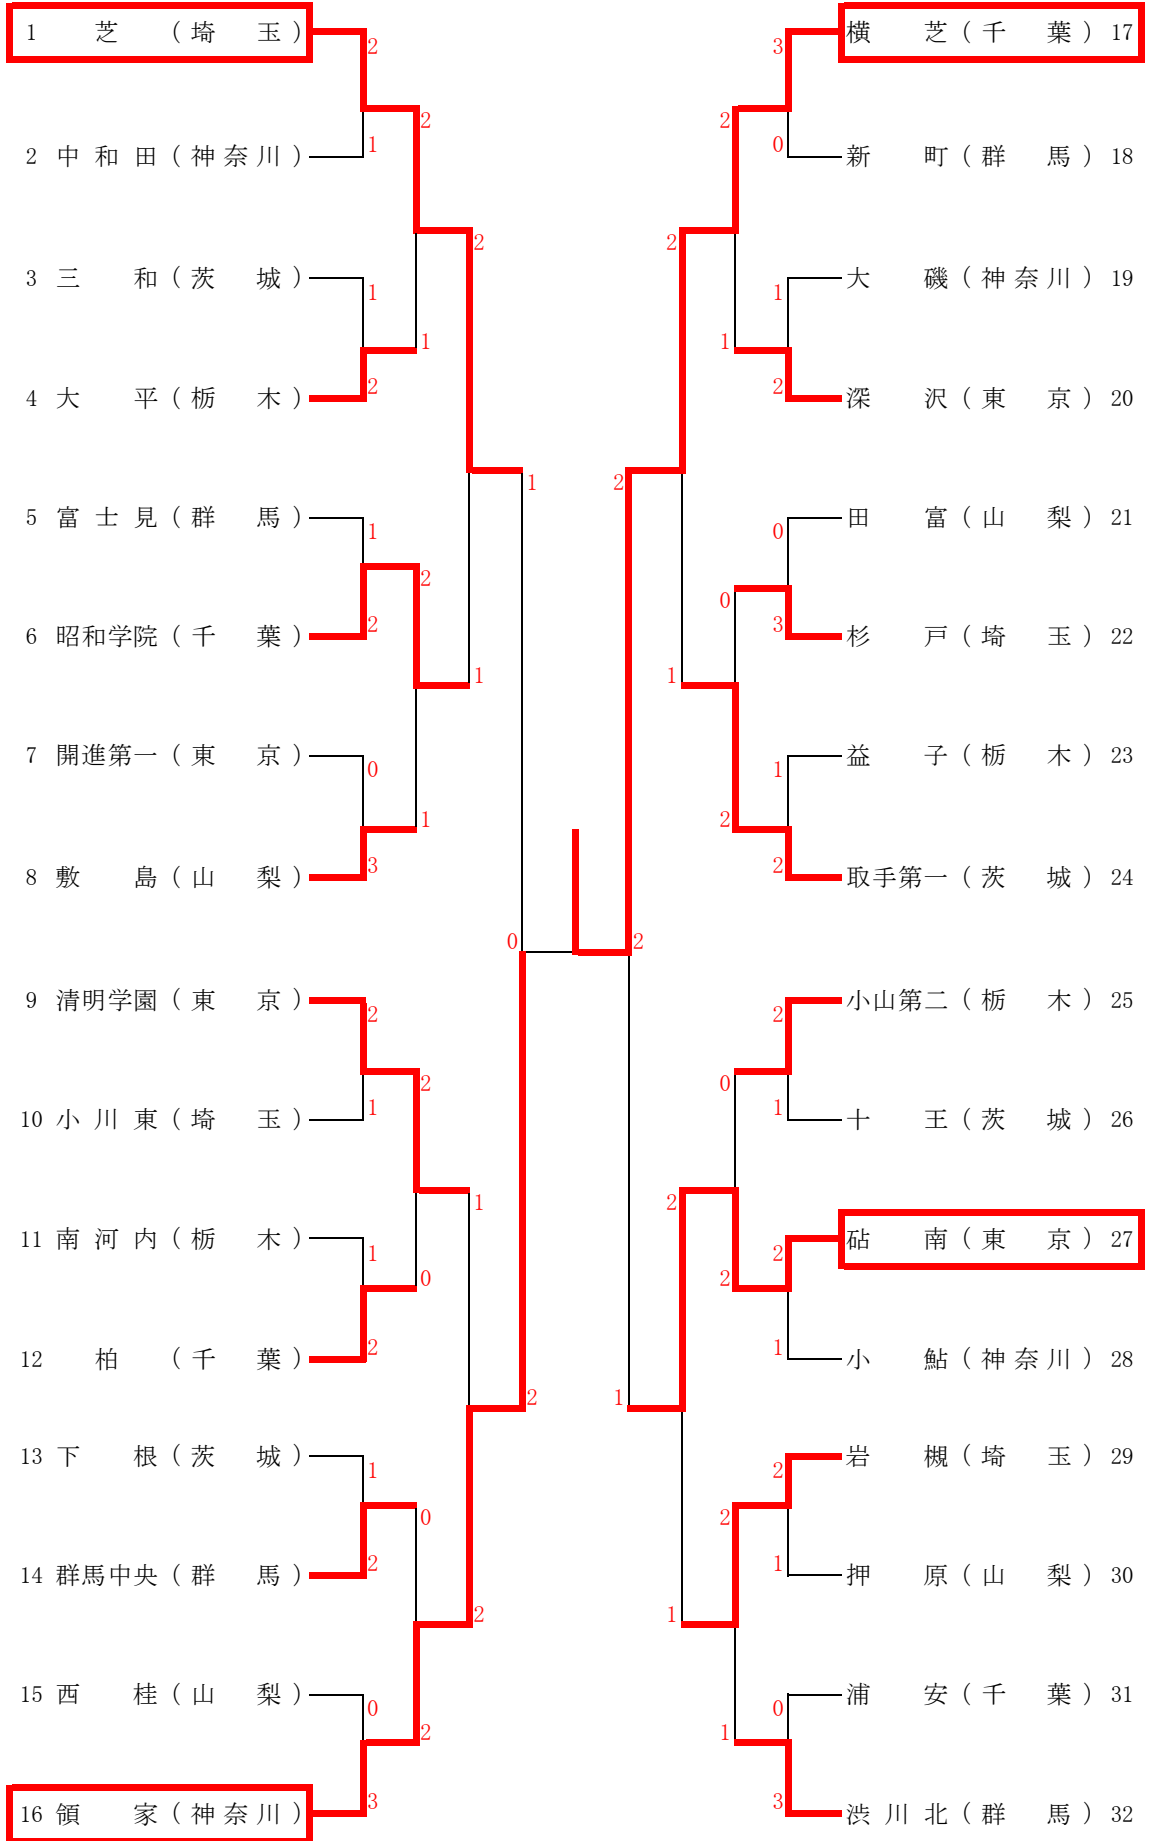 1 芝 (埼 玉)
2
1
2 中 和 田 (神 奈 川)
2
3 三 和 (茨 城)
1
2
4 大 平 (栃 木)
1
2
5 富 士 見 (群 馬)
1
2
6 昭和学院 (千 葉)
2
7 開進第一 (東 京)
0
3
8 敷 島 (山 梨)
1
1
1
0
9 清明学園 (東 京)
2
1
10 小 川 東 (埼 玉)
2
11 南 河 内 (栃 木)
1
2
12 柏 (千 葉)
0
1
13 下 根 (茨 城)
1
2
14 群馬中央 (群 馬)
0
15 西 桂 (山 梨)
0
3
16 領 家 (神 奈 川)
2
2
2
横 芝 (千 葉) 17
3
0
新 町 (群 馬) 18
2
大 磯 (神 奈 川) 19
1
2
深 沢 (東 京) 20
1
2
田 富 (山 梨) 21
0
3
杉 戸 (埼 玉) 22
0
益 子 (栃 木) 23
1
2
取手第一 (茨 城) 24
2
1
2
2
小山第二 (栃 木) 25
2
1
十 王 (茨 城) 26
0
砧 南 (東 京) 27
2
1
小 鮎 (神 奈 川) 28
2
2
岩 槻 (埼 玉) 29
2
1
押 原 (山 梨) 30
2
浦 安 (千 葉) 31
0
3
渋 川 北 (群 馬) 32
1
1
1